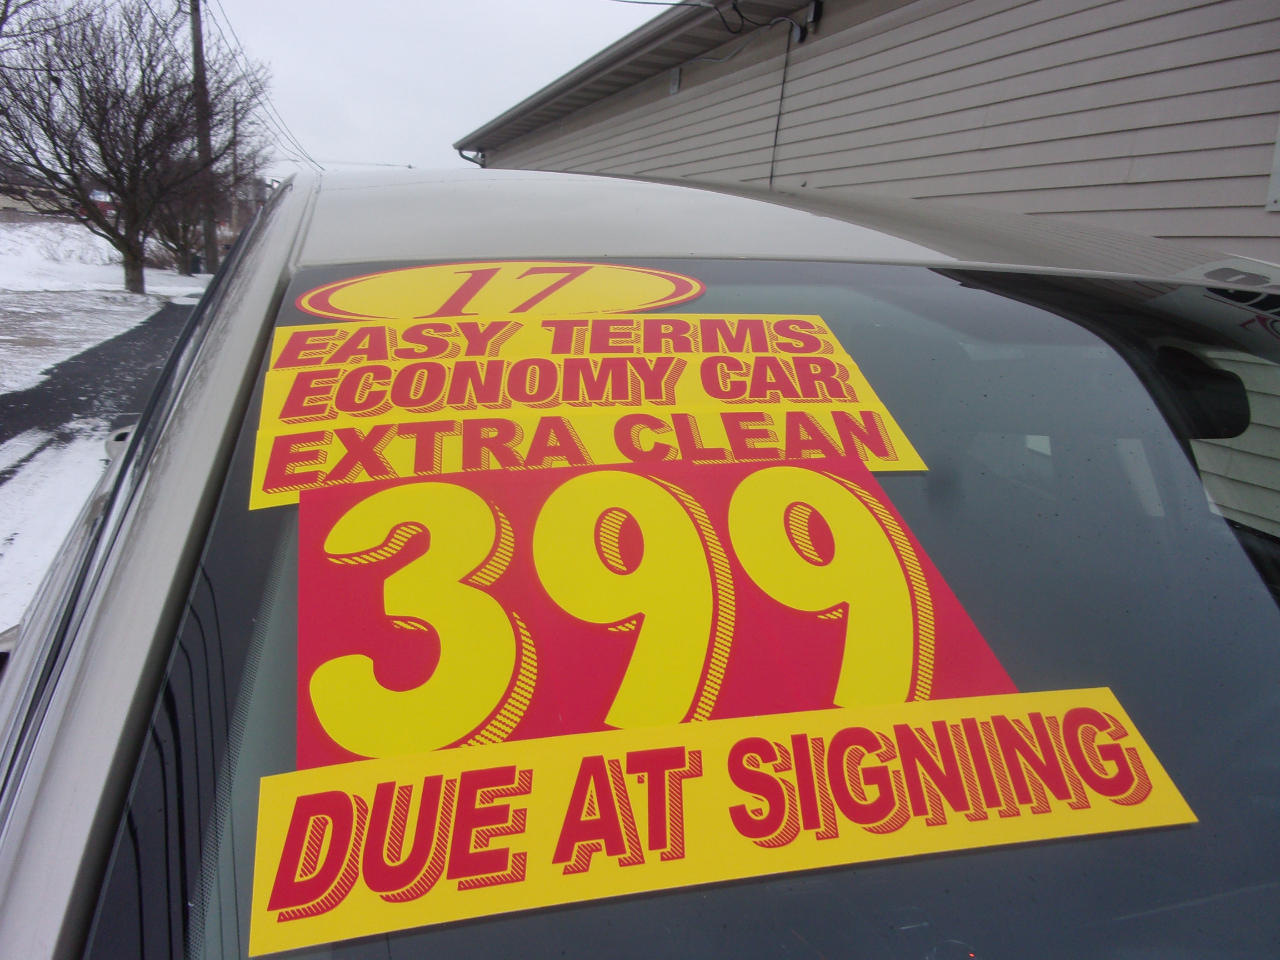 17
EASY TERMS
ECONOMY CAR
EXTRA CLEAN
399
DUE AT SIGNING